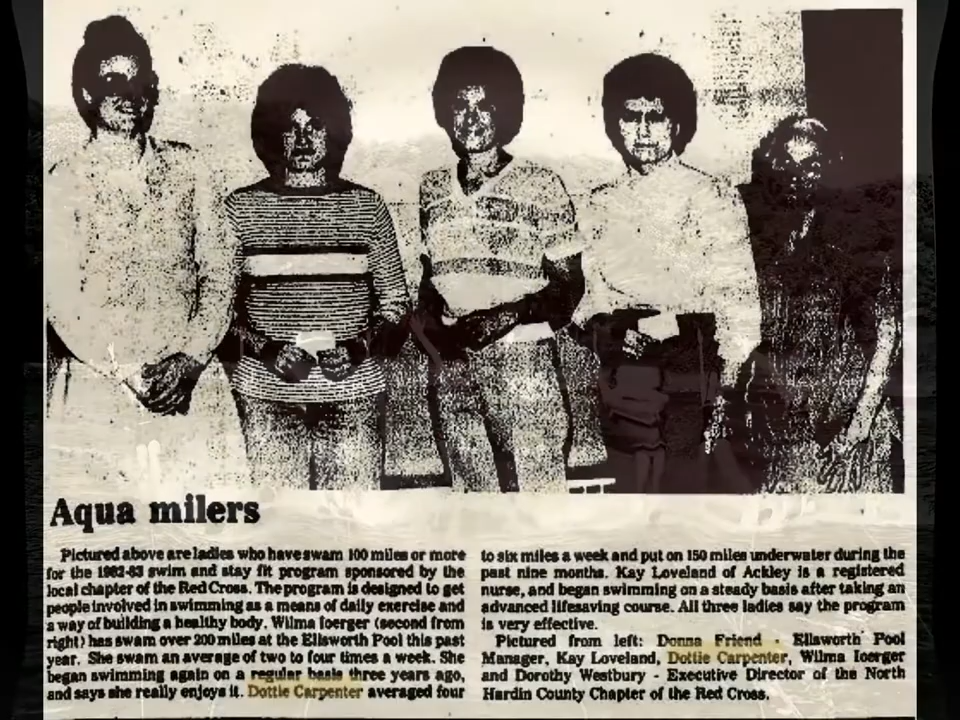 Aqua milers
Pictured above are ladies who have swam 100 miles or more
for the 1982-83 swim and stay fit program sponsored by the
local chapter of the Red Cross. The program is designed to get
people involved in swimming as a means of daily exercise and
a way of building a healthy body. Wilma Ioerger (second from
right) has swam over 200 miles at the Ellsworth Pool this past
year. She swam an average of two to four times a week. She
began swimming again on a regular basis three years ago,
and says she really enjoys it. Dottie Carpenter averaged four
to six miles a week and put on 150 miles underwater during the
past nine months. Kay Loveland of Ackley is a registered
nurse, and began swimming on a steady basis after taking an
advanced lifesaving course. All three ladies say the program
is very effective.
Pictured from left: Donna Friend - Ellsworth Pool
Manager, Kay Loveland, Dottie Carpenter, Wilma Ioerger
and Dorothy Westbury - Executive Director of the North
Hardin County Chapter of the Red Cross.